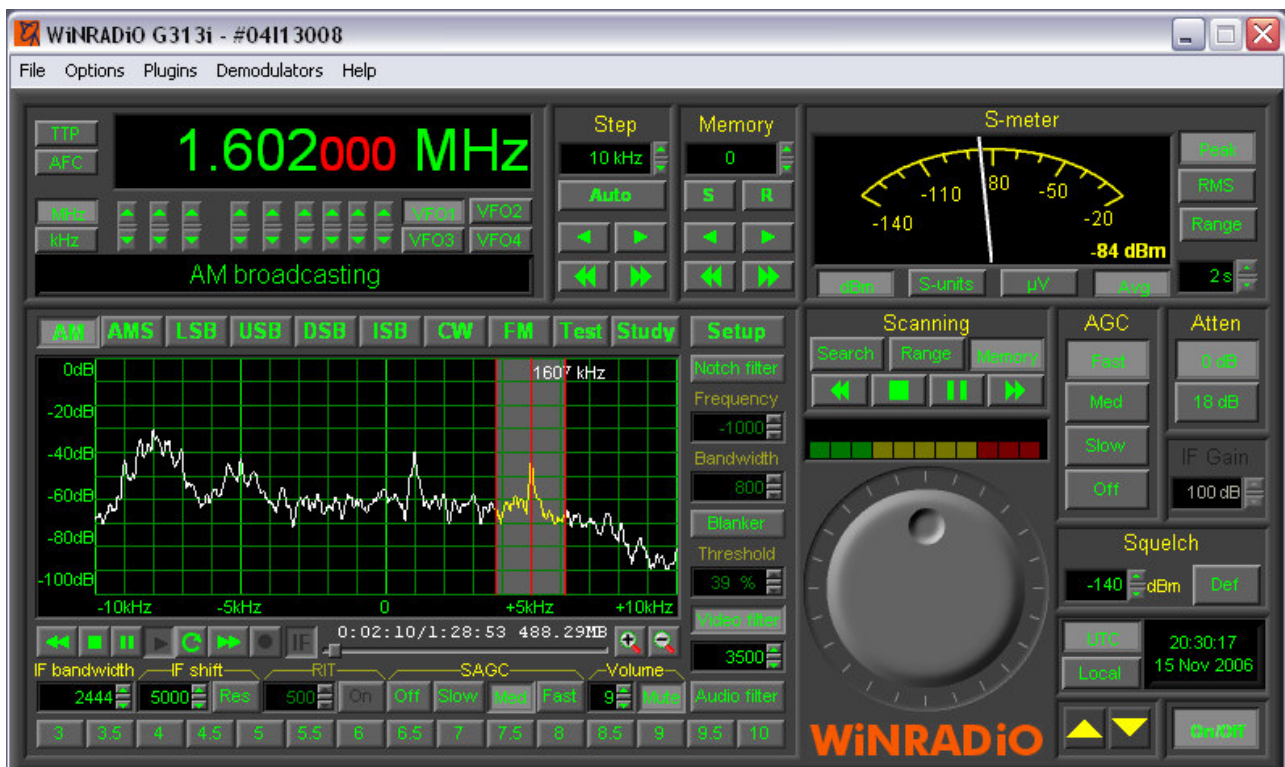 WiNRADiO G313i - #04I13008
File Options Plugins Demodulators Help
TTP
AFC
1.602000 MHz
MHz
kHz
VFO1 VFO2
VFO3 VFO4
AM broadcasting
Step
10 kHz
Auto
Memory
0
S R
S-meter
-140 -110 80 -50 -20
-84 dBm
Peak
RMS
Range
2 s
dBm S-units µV Avg
AM AMS LSB USB DSB ISB CW FM Test Study
0dB
-20dB
-40dB
-60dB
-80dB
-100dB
1607 kHz
-10kHz -5kHz 0 +5kHz +10kHz
Setup
Notch filter
Frequency
-1000
Bandwidth
800
Blanker
Threshold
39 %
Video filter
3500
Audio filter
IF 0:02:10/1:28:53 488.29MB
IF bandwidth IF shift RIT SAGC Volume
2444 5000 Res 500 On Off Slow Med Fast 9 Mute
3 3.5 4 4.5 5 5.5 6 6.5 7 7.5 8 8.5 9 9.5 10
Scanning
Search Range Memory
WiNRADiO
AGC
Fast
Med
Slow
Off
Atten
0 dB
18 dB
IF Gain
100 dB
Squelch
-140 dBm Def
UTC
Local
20:30:17
15 Nov 2006
On/Off